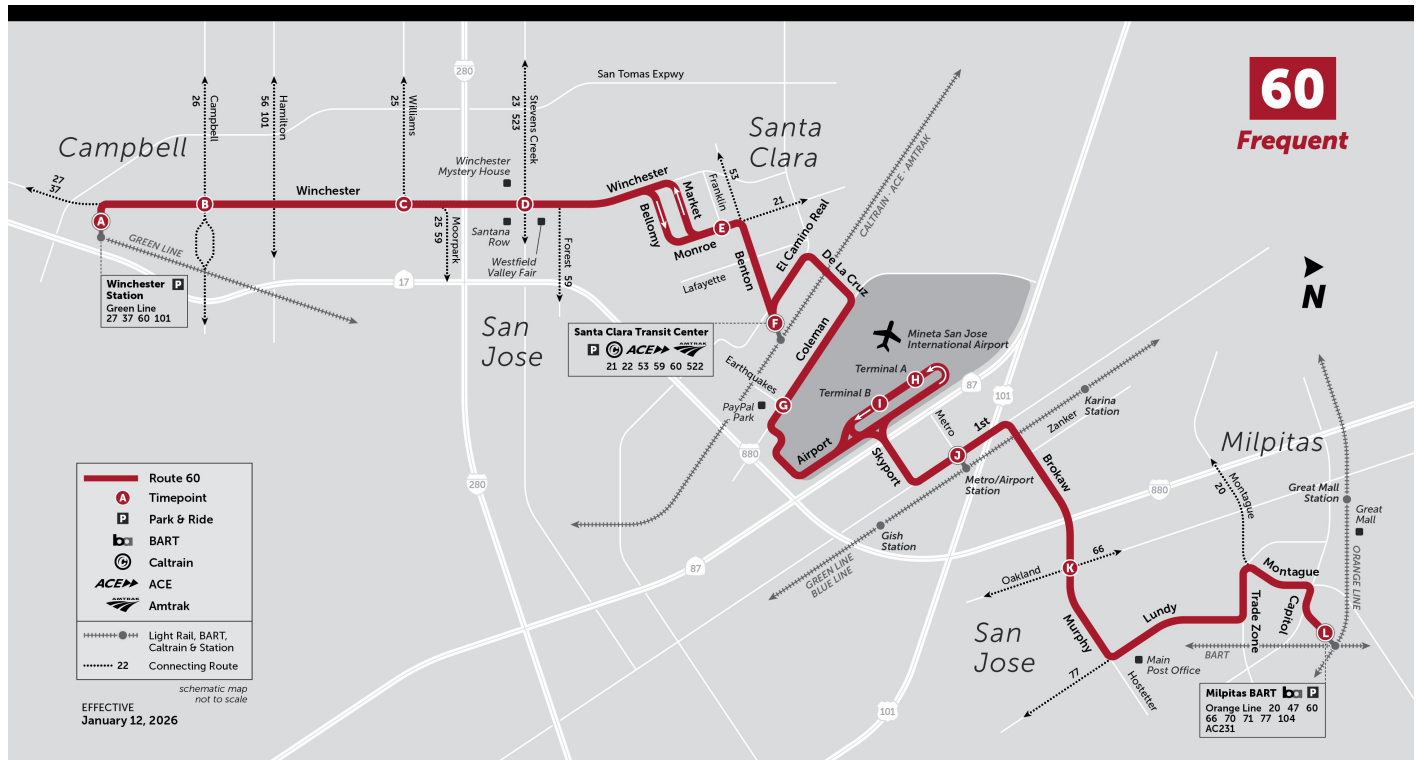 60
Frequent
280
San Tomas Expwy
Campbell
26
Hamilton
56 101
Williams
25
Stevens Creek
23 523
Campbell
Santa
Clara
Winchester
Mystery House
27
37
Winchester
Winchester
Market
Franklin
53
21
CALTRAIN · ACE · AMTRAK
A
B
C
D
E
Bellomy
Monroe
Benton
El Camino Real
De La Cruz
GREEN LINE
Moorpark
25 59
Santana
Row
Westfield
Valley Fair
Forest
59
Lafayette
17
N
Winchester
Station
P
Green Line
27 37 60 101
San
Jose
Santa Clara Transit Center
P
ACE
AMTRAK
21 22 53 59 60 522
F
Coleman
Mineta San Jose
International Airport
Terminal A
H
Terminal B
I
Earthquakes
PayPal
Park
G
87
101
Karina
Station
Zanker
Metro
1st
Airport
Skyport
J
Metro/Airport
Station
880
280
Brokaw
880
Milpitas
Montague
20
Great Mall
Station
Great
Mall
ORANGE LINE
Gish
Station
GREEN LINE
BLUE LINE
87
Oakland
66
K
Montague
Capitol
Trade Zone
Lundy
Murphy
San
Jose
L
BART
Main
Post Office
Hostetter
77
101
Milpitas BART
ba
P
Orange Line 20 47 60
66 70 71 77 104
AC231
Route 60
A
Timepoint
P
Park & Ride
ba
BART
Caltrain
ACE
ACE
AMTRAK
Amtrak
Light Rail, BART,
Caltrain & Station
22
Connecting Route
schematic map
not to scale
EFFECTIVE
January 12, 2026